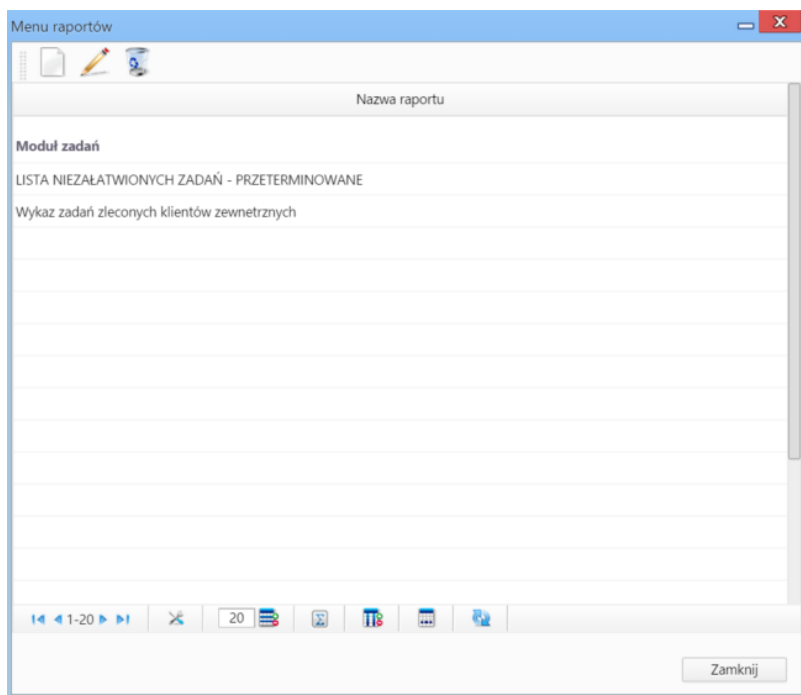 Menu raportów
Nazwa raportu
Moduł zadań
LISTA NIEZAŁATWIONYCH ZADAŃ - PRZETERMINOWANE
Wykaz zadań zleconych klientów zewnetrznych
1-20 20
Zamknij